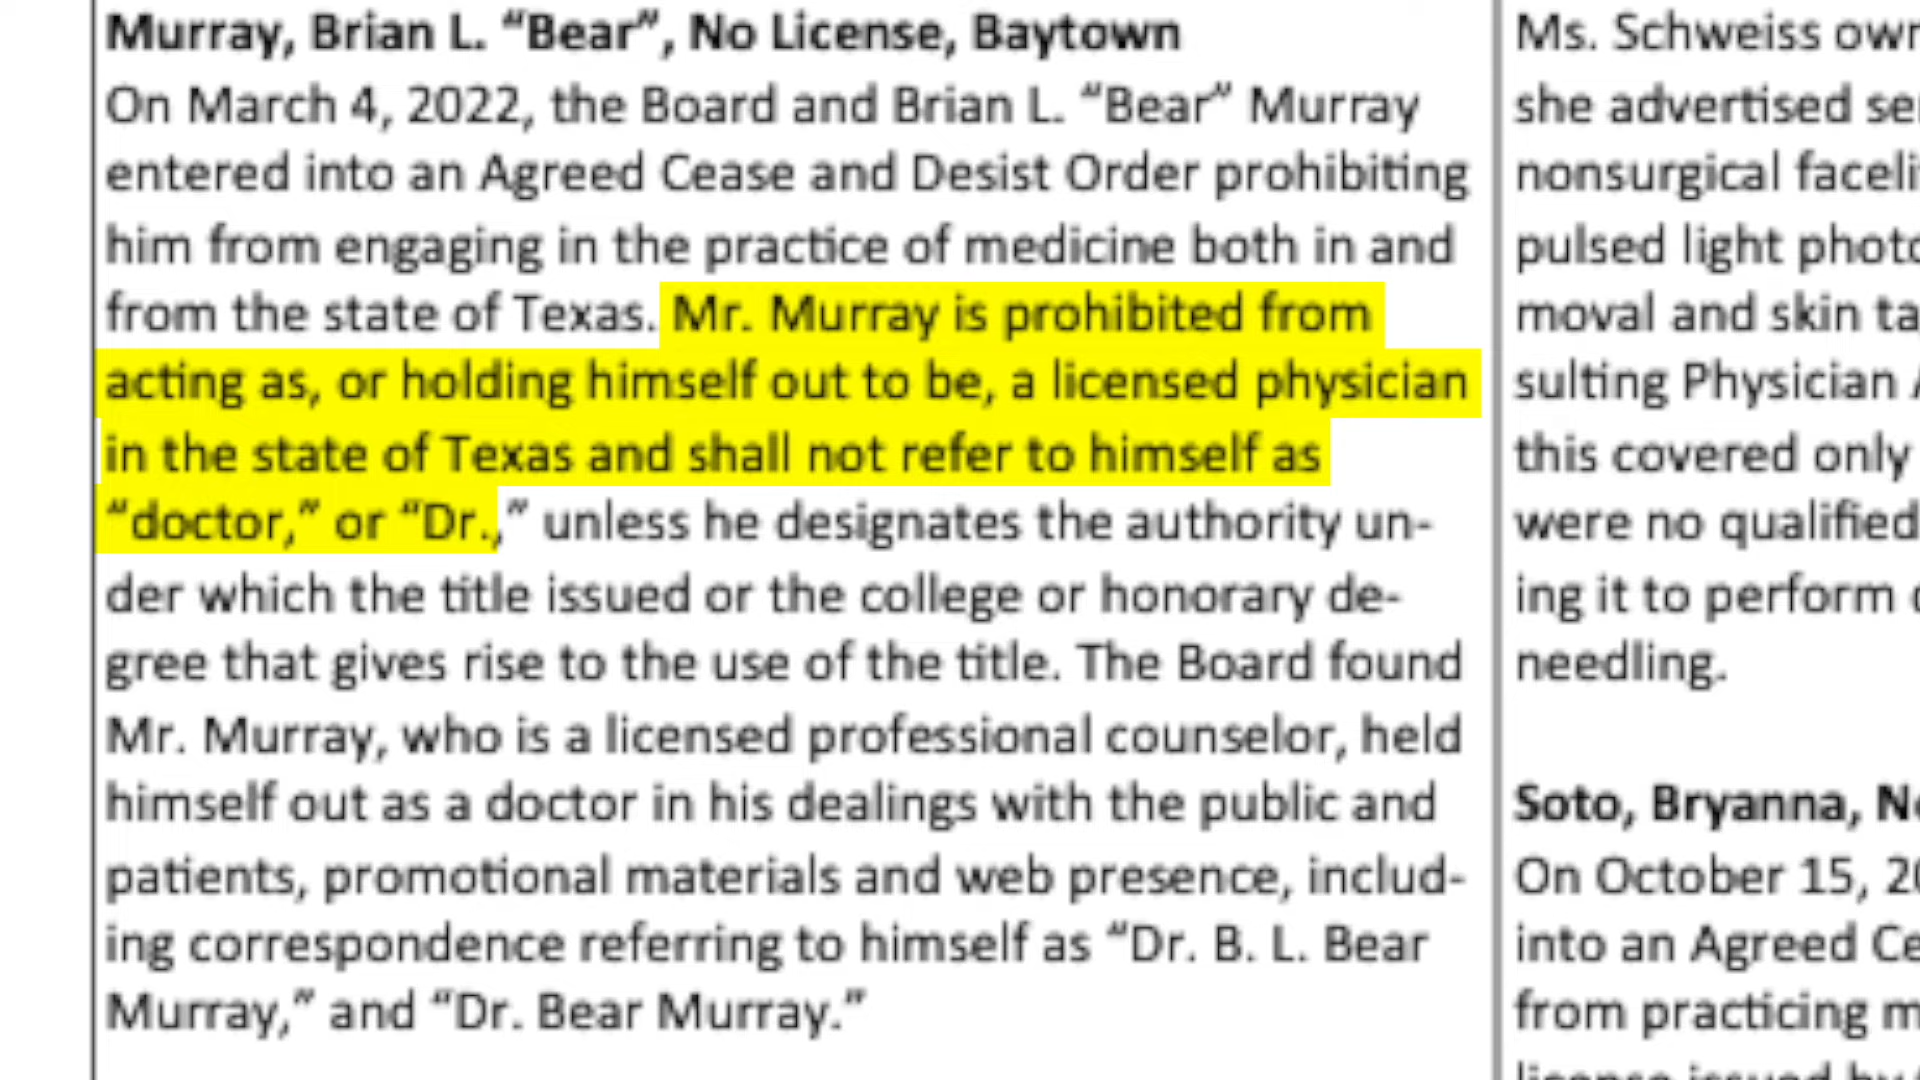 Murray, Brian L. “Bear”, No License, Baytown
On March 4, 2022, the Board and Brian L. “Bear” Murray
entered into an Agreed Cease and Desist Order prohibiting
him from engaging in the practice of medicine both in and
from the state of Texas. Mr. Murray is prohibited from
acting as, or holding himself out to be, a licensed physician
in the state of Texas and shall not refer to himself as
“doctor,” or “Dr.,” unless he designates the authority un-
der which the title issued or the college or honorary de-
gree that gives rise to the use of the title. The Board found
Mr. Murray, who is a licensed professional counselor, held
himself out as a doctor in his dealings with the public and
patients, promotional materials and web presence, includ-
ing correspondence referring to himself as “Dr. B. L. Bear
Murray,” and “Dr. Bear Murray.”
Ms. Schweiss
she advertised
nonsurgical
pulsed light
moval and skin
sulting Physician
this covered only
were no qualified
ing it to perform
needling.
Soto, Bryanna,
On October 15,
into an Agreed
from practicing
license issued by